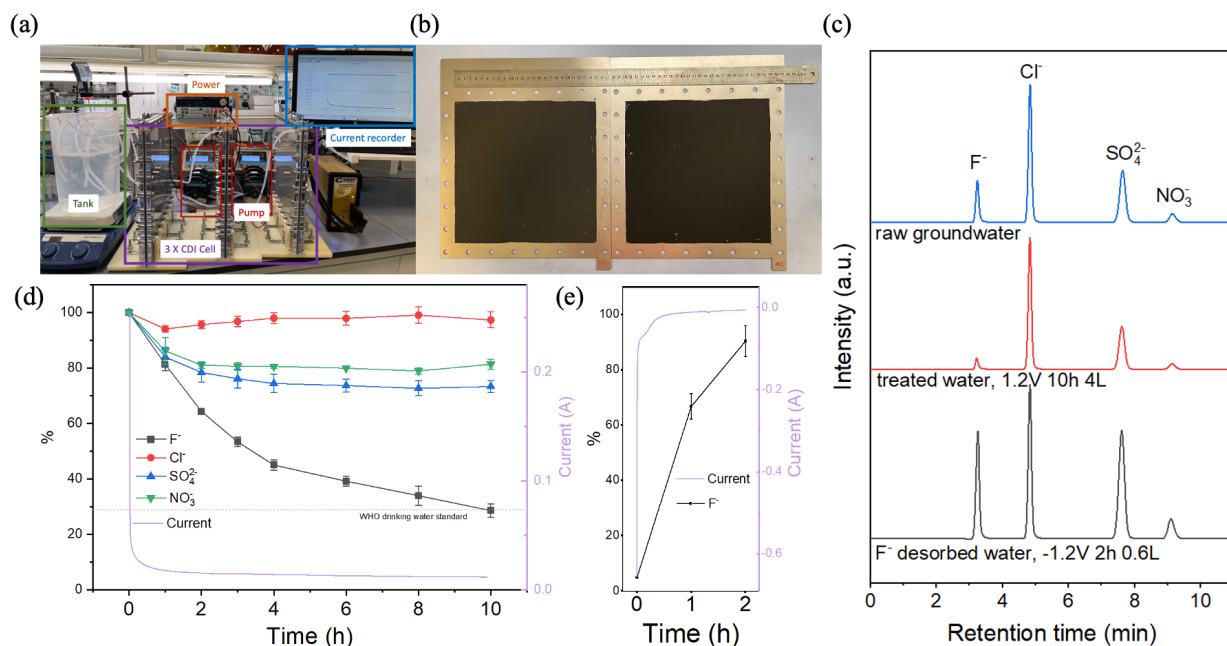 (a)
Power
Current recorder
Tank
Pump
3 X CDI Cell
(b)
(c)
Intensity (a.u.)
F⁻
Cl⁻
SO₄²⁻
NO₃⁻
raw groundwater
treated water, 1.2V 10h 4L
F⁻ desorbed water, -1.2V 2h 0.6L
0 2 4 6 8 10
Retention time (min)
(d)
%
100
80
60
40
20
0
F⁻
Cl⁻
SO₄²⁻
NO₃⁻
Current
WHO drinking water standard
0.2
0.1
0.0
Current (A)
0 2 4 6 8 10
Time (h)
(e)
%
100
80
60
40
20
0
Current
F⁻
0.0
-0.2
-0.4
-0.6
Current (A)
0 1 2
Time (h)